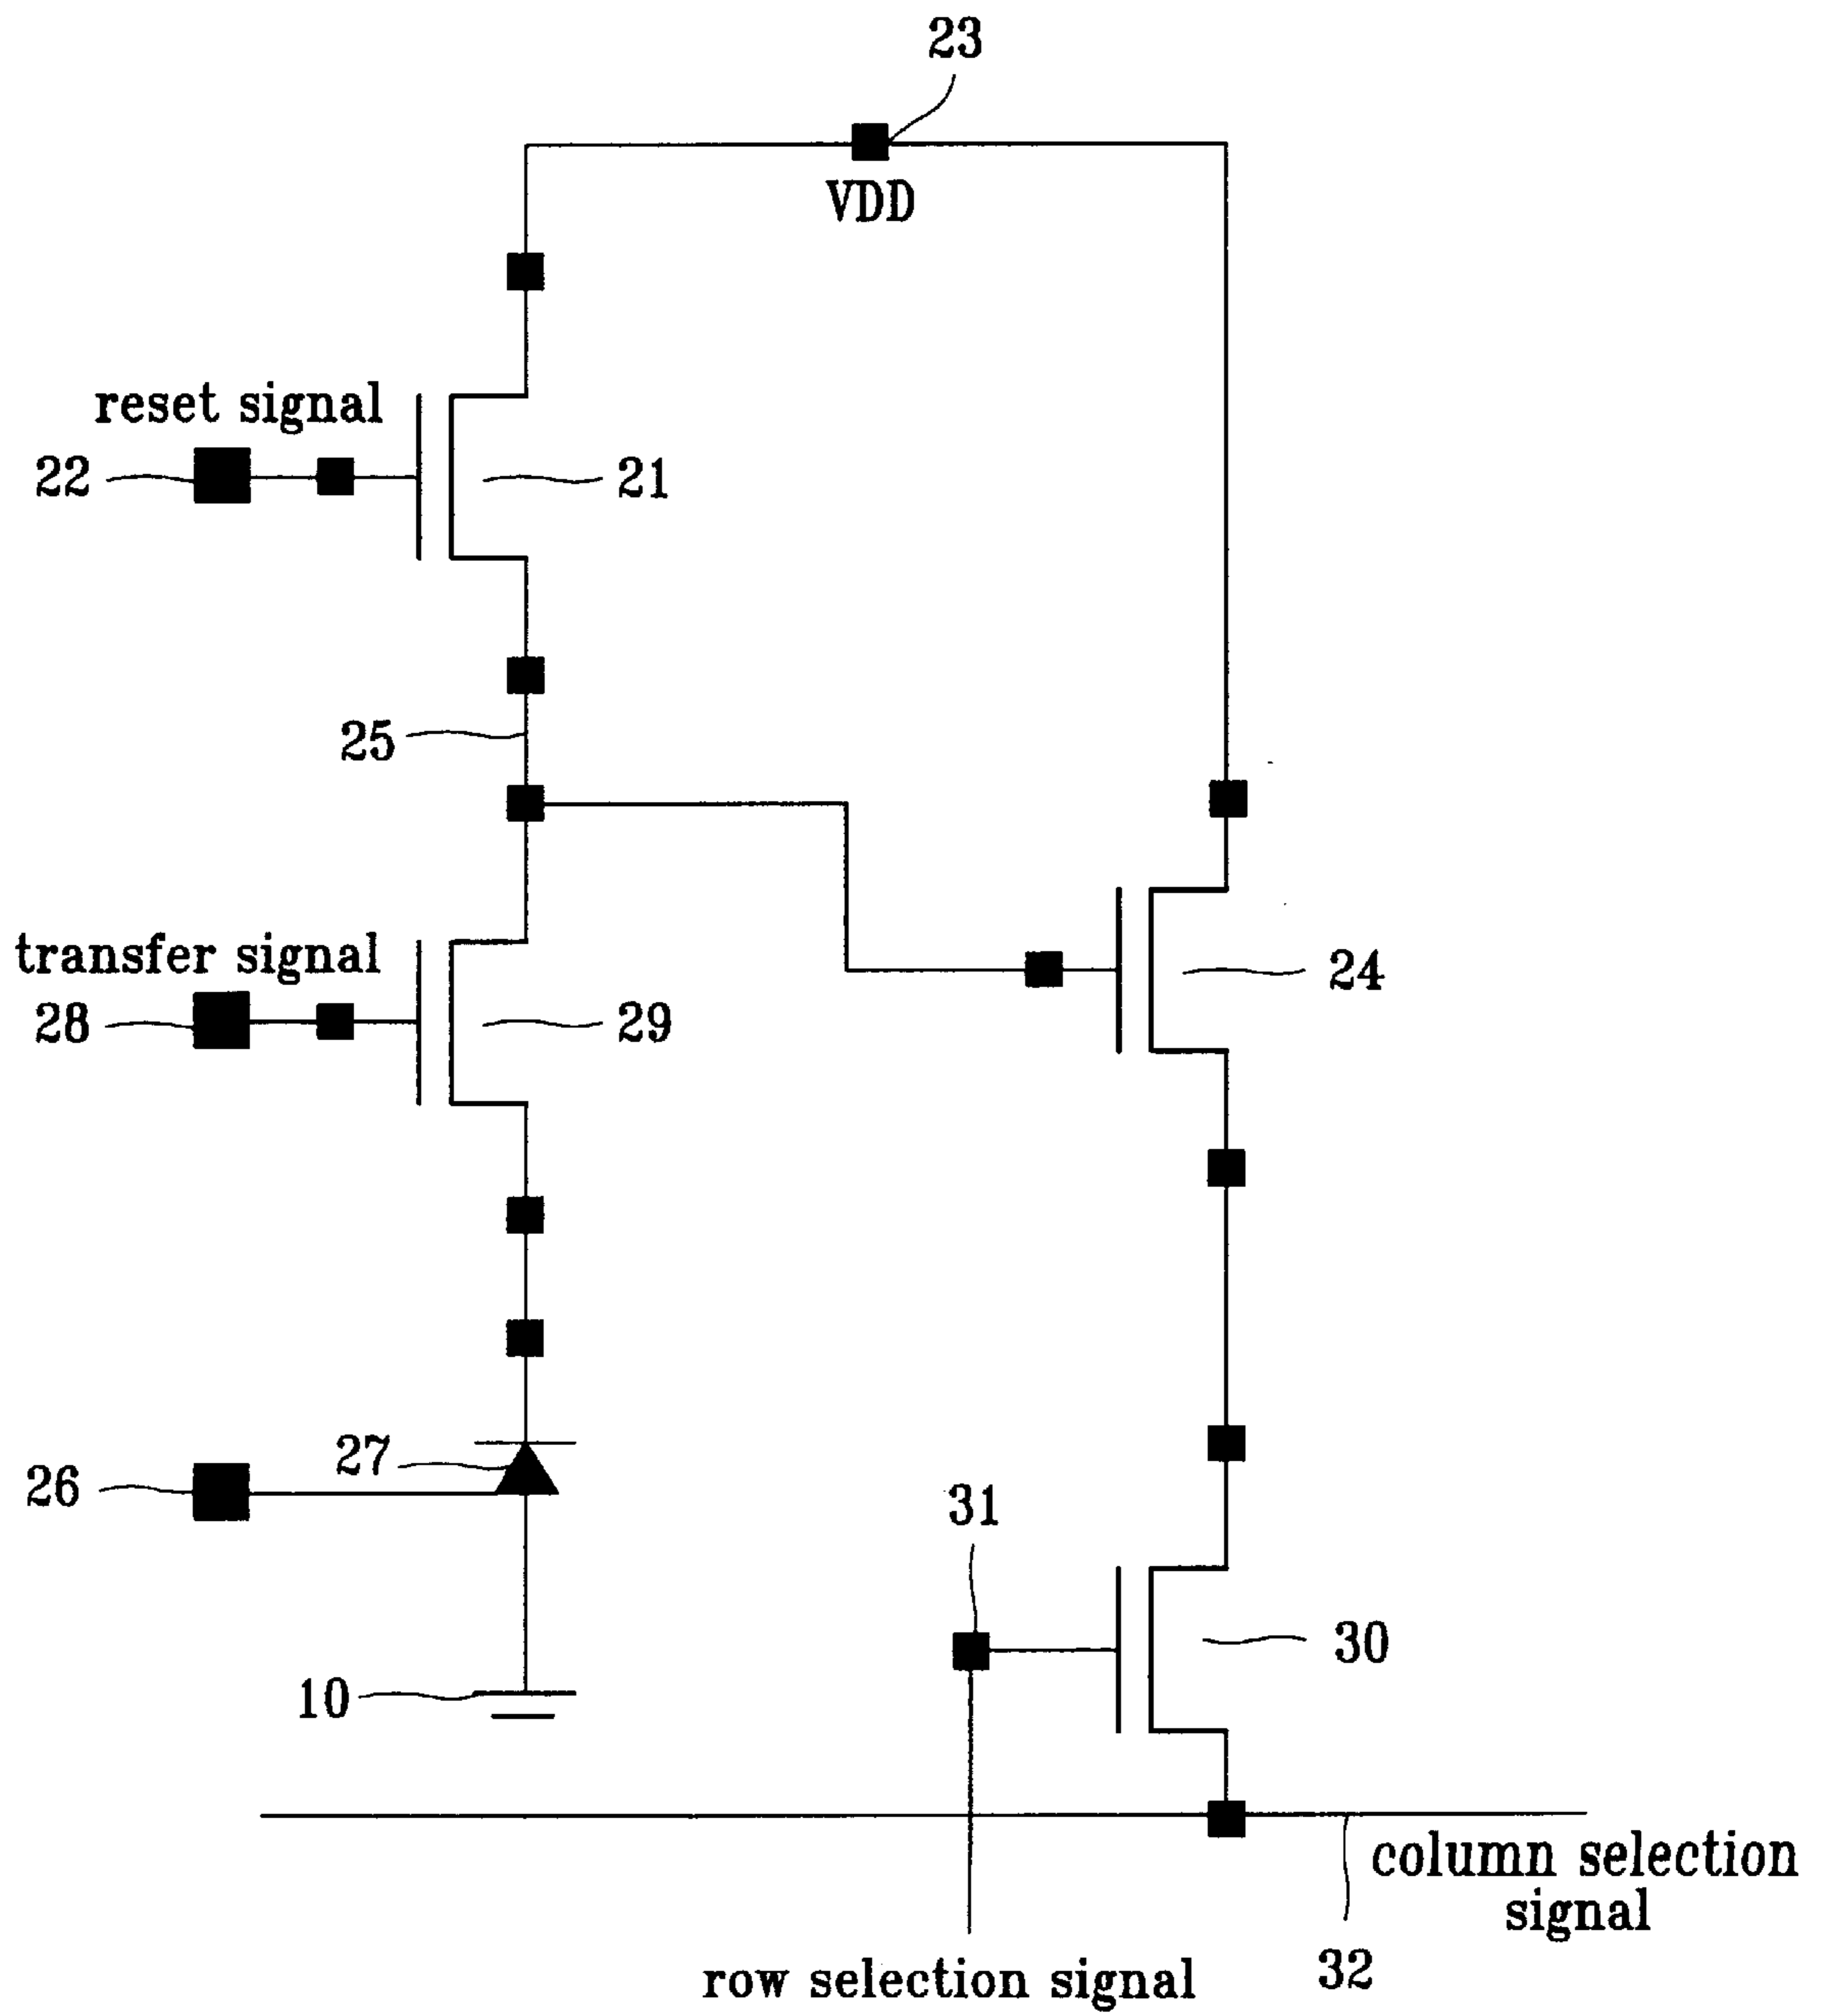 23
VDD
reset signal
22
21
25
transfer signal
28
29
24
27
26
31
30
10
column selection
signal
row selection signal
32